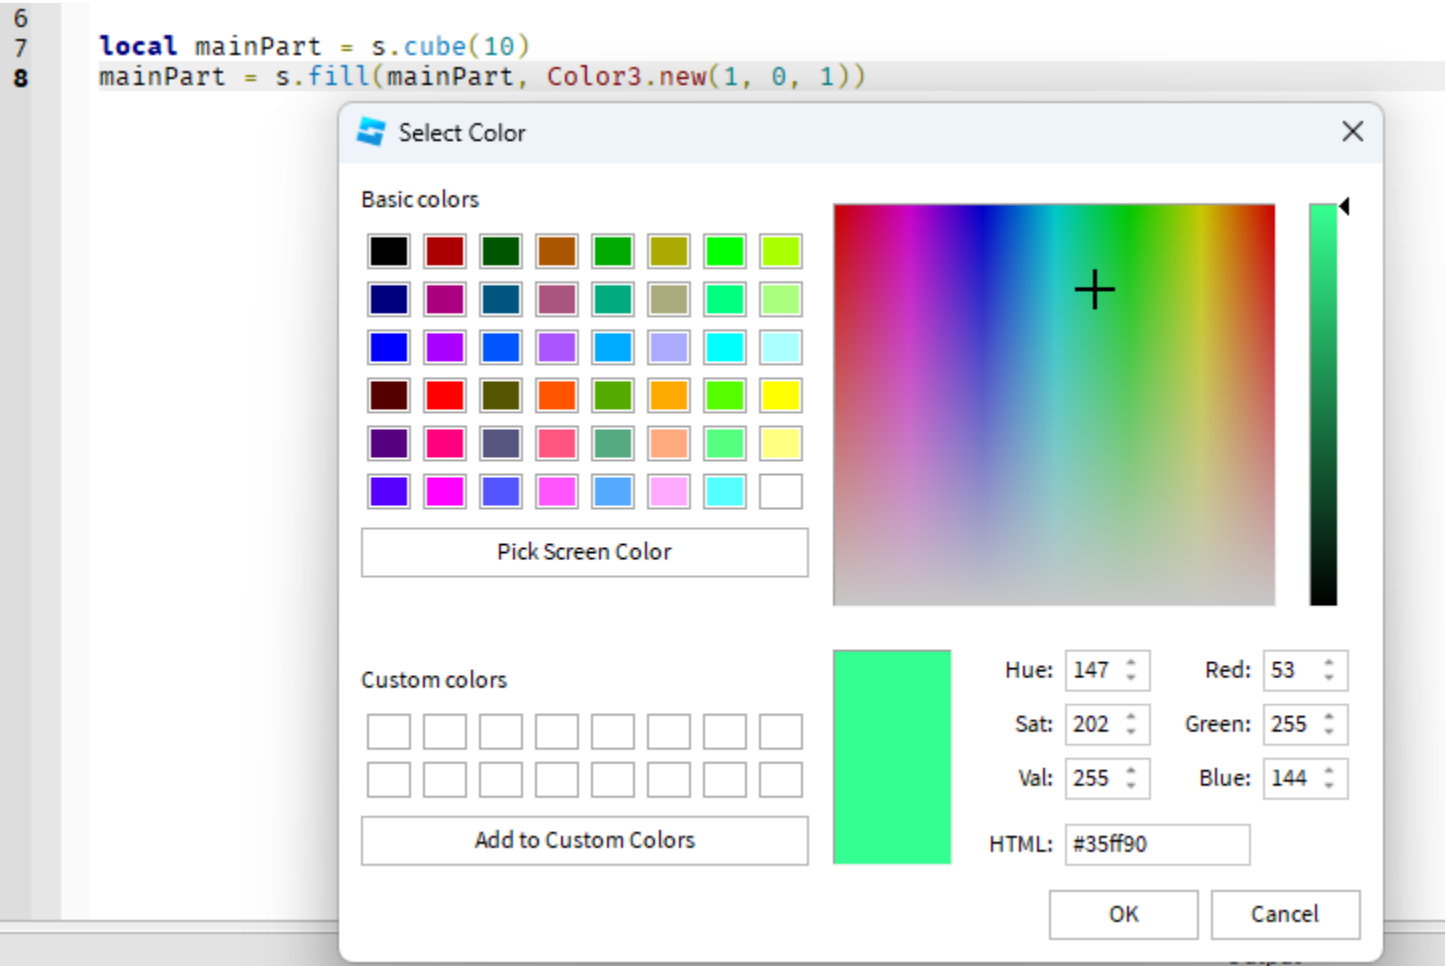 6
7 local mainPart = s.cube(10)
8 mainPart = s.fill(mainPart, Color3.new(1, 0, 1))
Select Color
Basic colors
Pick Screen Color
Custom colors
Add to Custom Colors
Hue: 147 Red: 53
Sat: 202 Green: 255
Val: 255 Blue: 144
HTML: #35ff90
OK Cancel